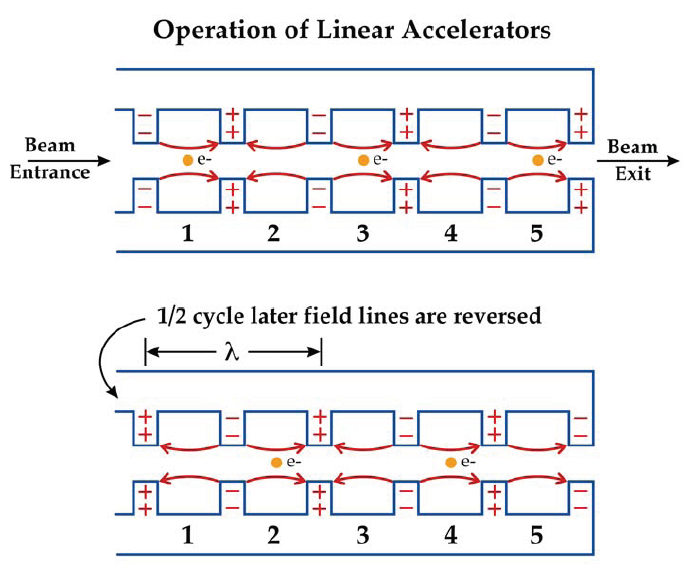 Operation of Linear Accelerators
− + − + − +
− + − + − +
Beam Entrance
e- e- e-
Beam Exit
− + − + − +
− + − + − +
1 2 3 4 5
1/2 cycle later field lines are reversed
λ
+ − + − + −
+ − + − + −
e- e-
+ − + − + −
+ − + − + −
1 2 3 4 5